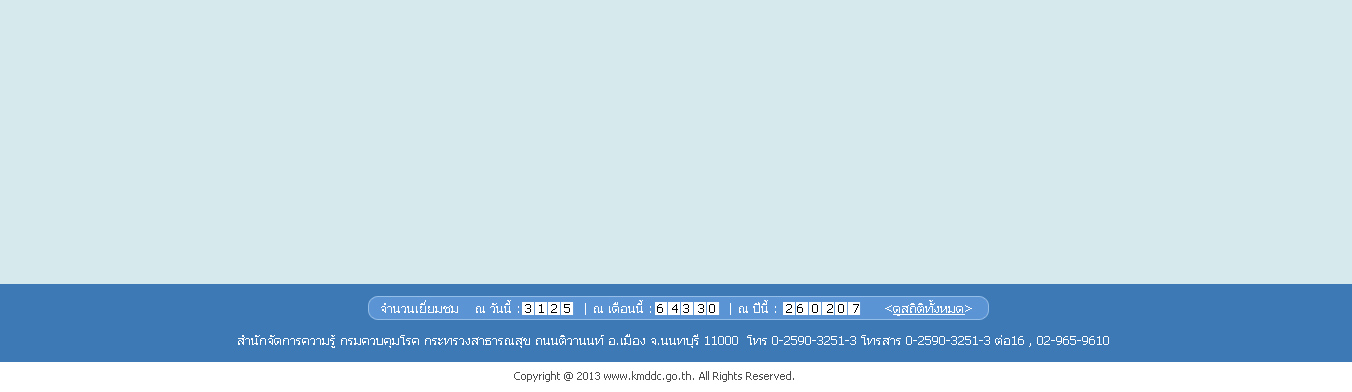 จำนวนเยี่ยมชม ณ วันนี้ : 3125 | ณ เดือนนี้ : 64330 | ณ ปีนี้ : 260207 <ดูสถิติทั้งหมด>
สำนักจัดการความรู้ กรมควบคุมโรค กระทรวงสาธารณสุข ถนนติวานนท์ อ.เมือง จ.นนทบุรี 11000 โทร 0-2590-3251-3 โทรสาร 0-2590-3251-3 ต่อ16 , 02-965-9610
Copyright @ 2013 www.kmddc.go.th. All Rights Reserved.